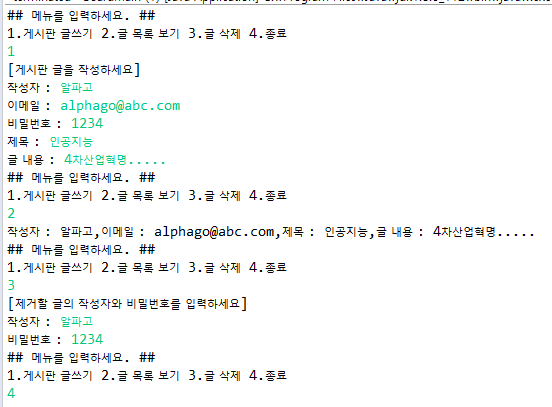 ## 메뉴를 입력하세요. ##
1.게시판 글쓰기 2.글 목록 보기 3.글 삭제 4.종료
1
[게시판 글을 작성하세요]
작성자 : 알파고
이메일 : alphago@abc.com
비밀번호 : 1234
제목 : 인공지능
글 내용 : 4차산업혁명.....
## 메뉴를 입력하세요. ##
1.게시판 글쓰기 2.글 목록 보기 3.글 삭제 4.종료
2
작성자 : 알파고,이메일 : alphago@abc.com,제목 : 인공지능,글 내용 : 4차산업혁명.....
## 메뉴를 입력하세요. ##
1.게시판 글쓰기 2.글 목록 보기 3.글 삭제 4.종료
3
[제거할 글의 작성자와 비밀번호를 입력하세요]
작성자 : 알파고
비밀번호 : 1234
## 메뉴를 입력하세요. ##
1.게시판 글쓰기 2.글 목록 보기 3.글 삭제 4.종료
4